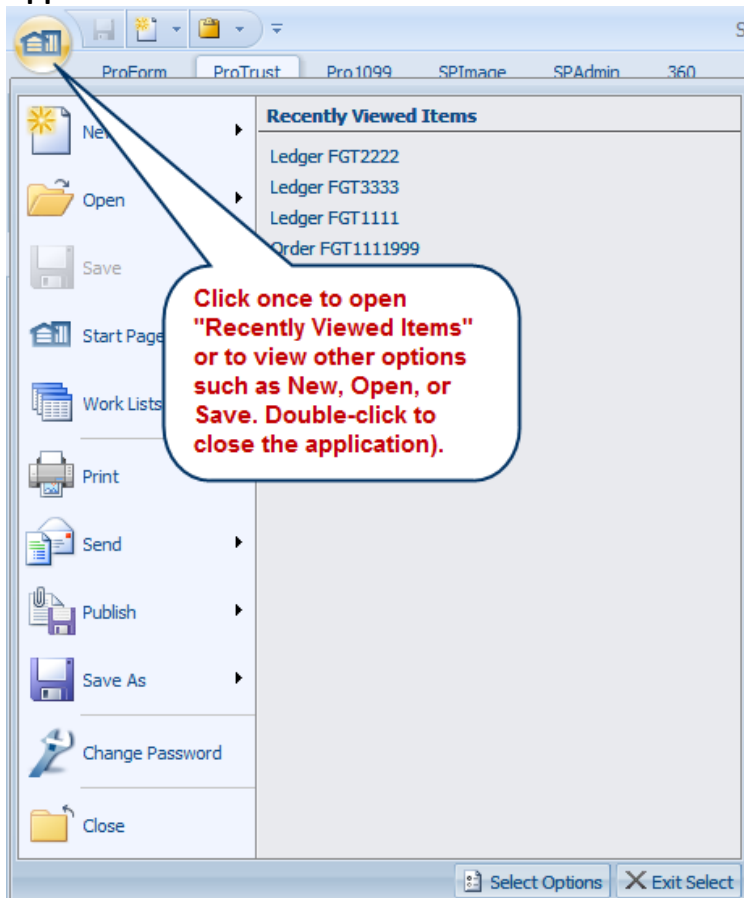 ProForm ProTrust Pro1099 SPImage SPAdmin 360
Recently Viewed Items
New
Ledger FGT2222
Ledger FGT3333
Open
Ledger FGT1111
Order FGT1111999
Save
Click once to open
"Recently Viewed Items"
or to view other options
such as New, Open, or
Save. Double-click to
close the application).
Start Page
Work Lists
Print
Send
Publish
Save As
Change Password
Close
Select Options Exit Select